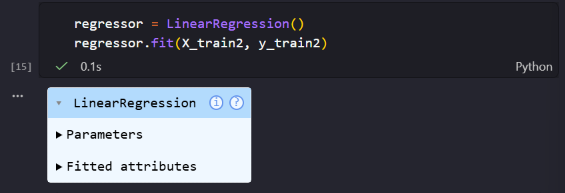 regressor = LinearRegression()
regressor.fit(X_train2, y_train2)
[15] ✓ 0.1s Python
...
▾ LinearRegression i ?
▶ Parameters
▶ Fitted attributes